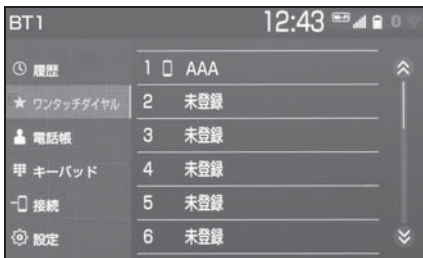 BT1 12:43
履歴
ワンタッチダイヤル
電話帳
キーパッド
接続
設定
1 AAA
2 未登録
3 未登録
4 未登録
5 未登録
6 未登録